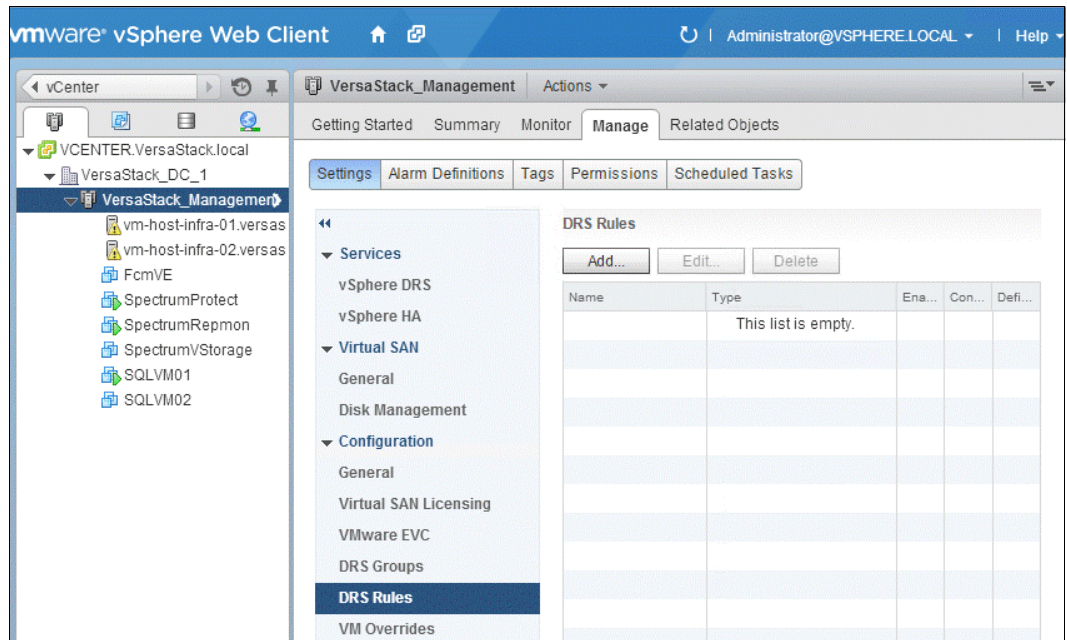 vmware® vSphere Web Client
Administrator@VSPHERE.LOCAL
Help
vCenter
VCENTER.VersaStack.local
VersaStack_DC_1
VersaStack_Managemen
vm-host-infra-01.versas
vm-host-infra-02.versas
FcmVE
SpectrumProtect
SpectrumRepmon
SpectrumVStorage
SQLVM01
SQLVM02
VersaStack_Management
Actions
Getting Started Summary Monitor Manage Related Objects
Settings Alarm Definitions Tags Permissions Scheduled Tasks
Services
vSphere DRS
vSphere HA
Virtual SAN
General
Disk Management
Configuration
General
Virtual SAN Licensing
VMware EVC
DRS Groups
DRS Rules
VM Overrides
DRS Rules
Add... Edit... Delete
Name Type Ena... Con... Defi...
This list is empty.